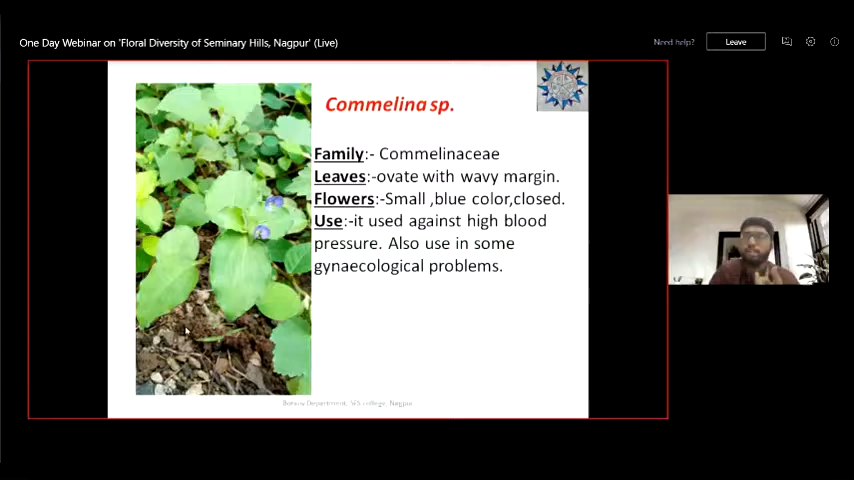 One Day Webinar on 'Floral Diversity of Seminary Hills, Nagpur' (Live)
Need help?
Leave
Commelina sp.
Family:- Commelinaceae
Leaves:-ovate with wavy margin.
Flowers:-Small ,blue color,closed.
Use:-it used against high blood
pressure. Also use in some
gynaecological problems.
Botany Department, college, Nagpur